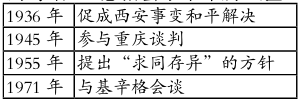 1936 年 促成西安事变和平解决
1945 年 参与重庆谈判
1955 年 提出“求同存异”的方针
1971 年 与基辛格会谈